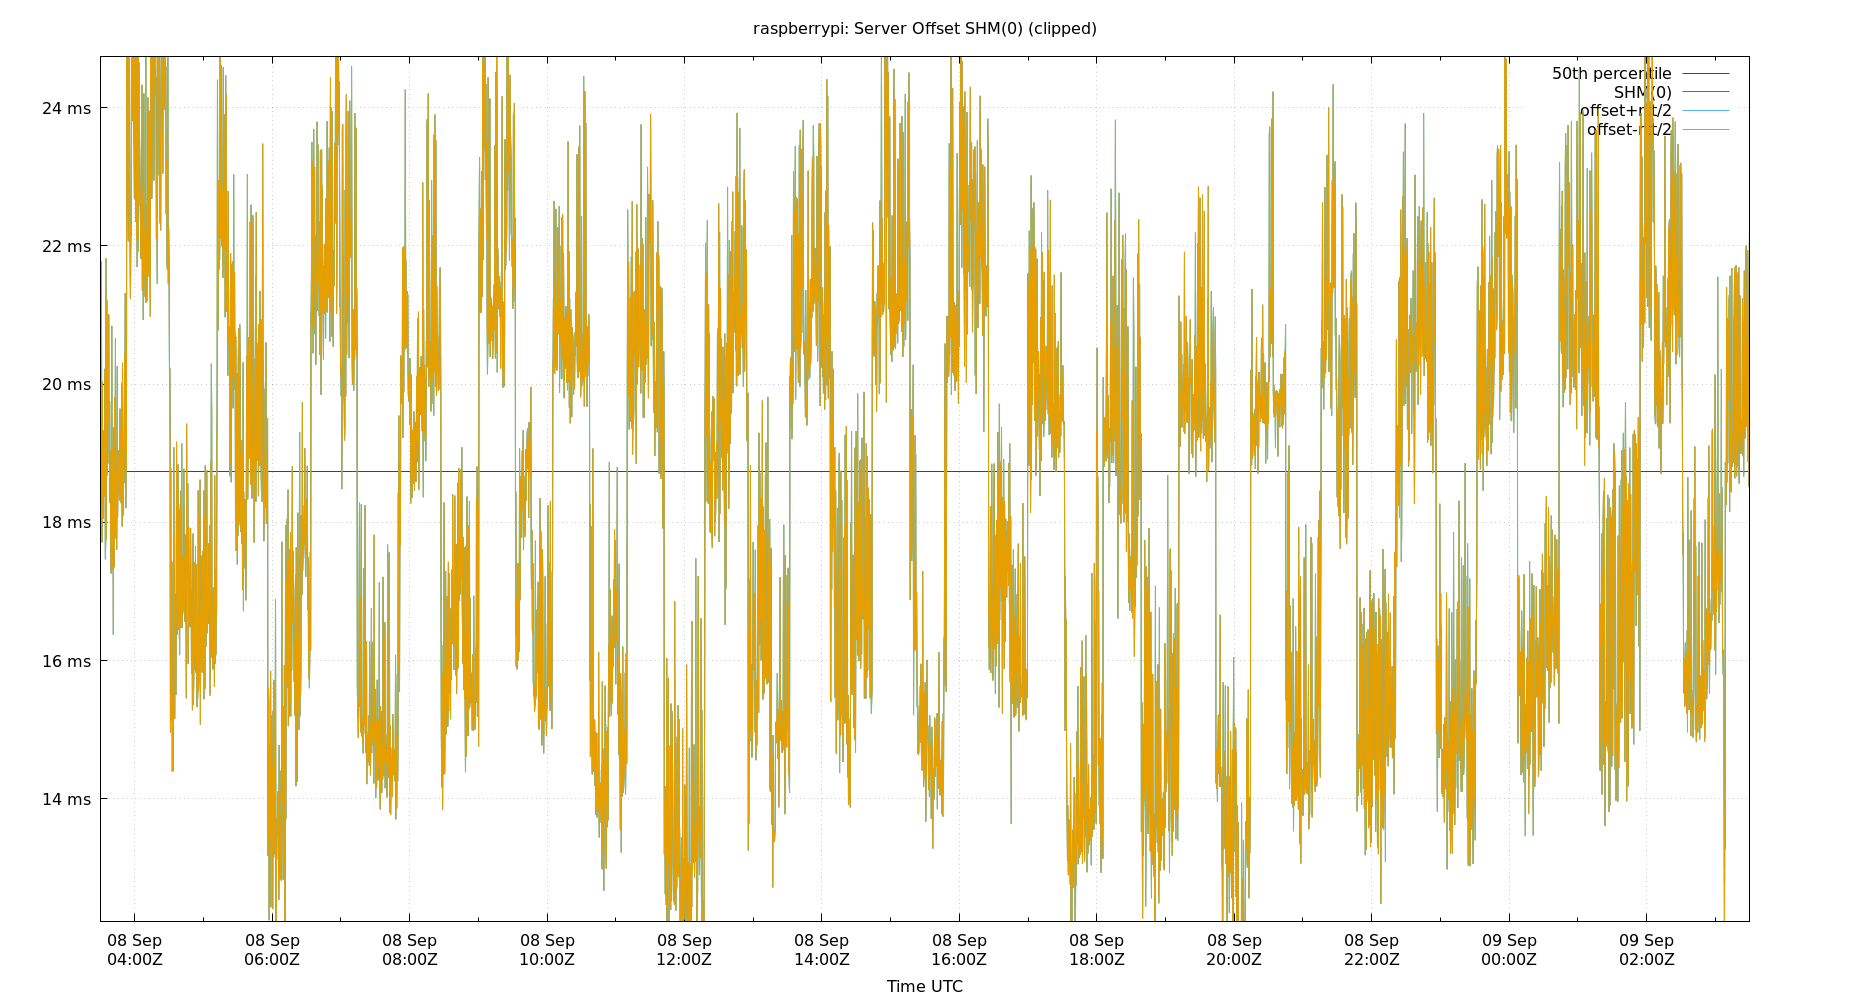 raspberrypi: Server Offset SHM(0) (clipped)
50th percentile
SHM(0)
offset+rtt/2
offset-rtt/2
24 ms
22 ms
20 ms
18 ms
16 ms
14 ms
08 Sep 08 Sep 08 Sep 08 Sep 08 Sep 08 Sep 08 Sep 08 Sep 08 Sep 08 Sep 09 Sep 09 Sep
04:00Z 06:00Z 08:00Z 10:00Z 12:00Z 14:00Z 16:00Z 18:00Z 20:00Z 22:00Z 00:00Z 02:00Z
Time UTC